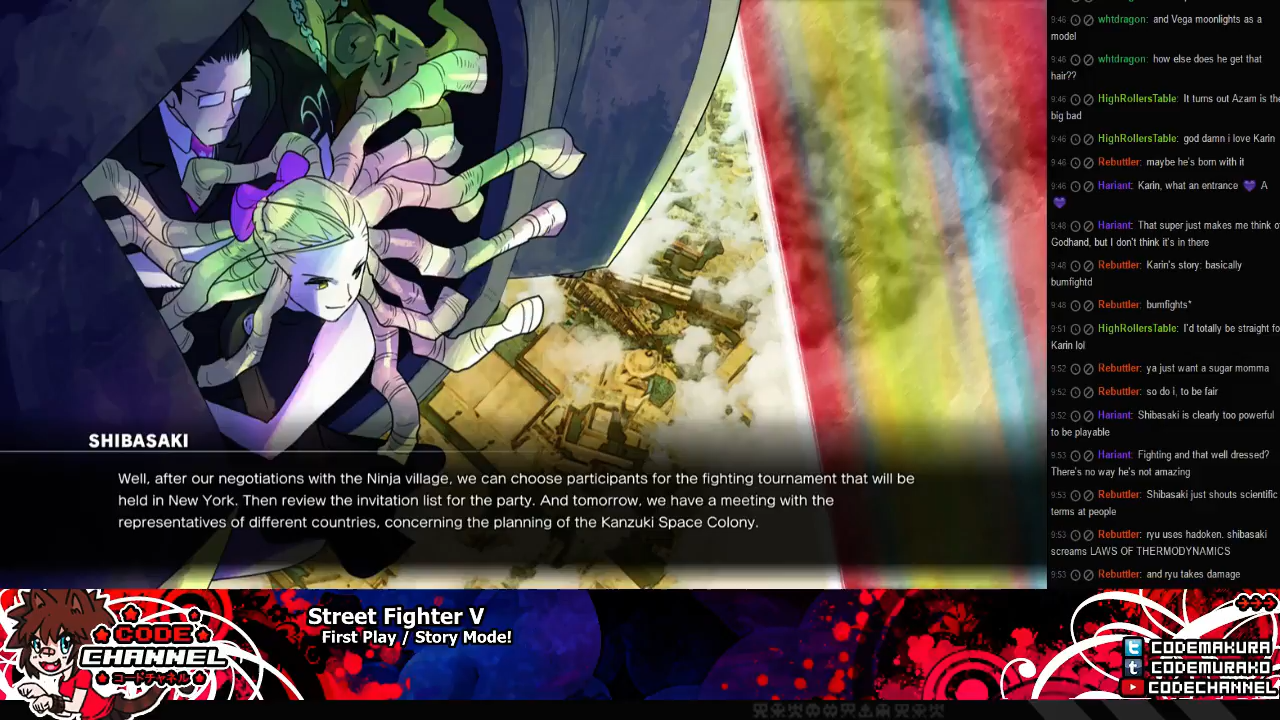 SHIBASAKI
Well, after our negotiations with the Ninja village, we can choose participants for the fighting tournament that will be
held in New York. Then review the invitation list for the party. And tomorrow, we have a meeting with the
representatives of different countries, concerning the planning of the Kanzuki Space Colony.
9:46 whtdragon: and Vega moonlights as a
model
9:46 whtdragon: how else does he get that
hair??
9:46 HighRollersTable: It turns out Azam is the
big bad
9:46 HighRollersTable: god damn i love Karin
9:46 Rebuttler: maybe he's born with it
9:46 Hariant: Karin, what an entrance 💜 A
💜
9:48 Hariant: That super just makes me think of
Godhand, but I don't think it's in there
9:48 Rebuttler: Karin's story: basically
bumfightd
9:48 Rebuttler: bumfights*
9:51 HighRollersTable: I'd totally be straight fo
Karin lol
9:52 Rebuttler: ya just want a sugar momma
9:52 Rebuttler: so do i, to be fair
9:52 Hariant: Shibasaki is clearly too powerful
to be playable
9:53 Hariant: Fighting and that well dressed?
There's no way he's not amazing
9:53 Rebuttler: Shibasaki just shouts scientific
terms at people
9:53 Rebuttler: ryu uses hadoken. shibasaki
screams LAWS OF THERMODYNAMICS
9:53 Rebuttler: and ryu takes damage
CODE
CHANNEL
コードチャンネル
Street Fighter V
First Play / Story Mode!
CODEMAKURA
CODEMURAKO
CODECHANNEL